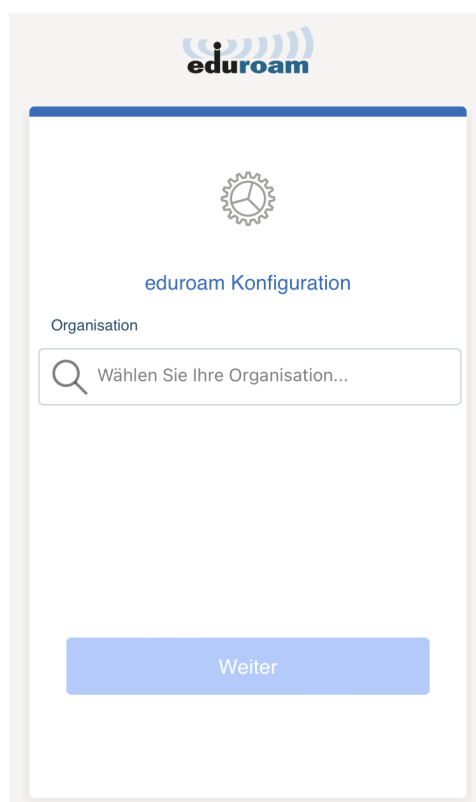 eduroam
eduroam Konfiguration
Organisation
Wählen Sie Ihre Organisation...
Weiter